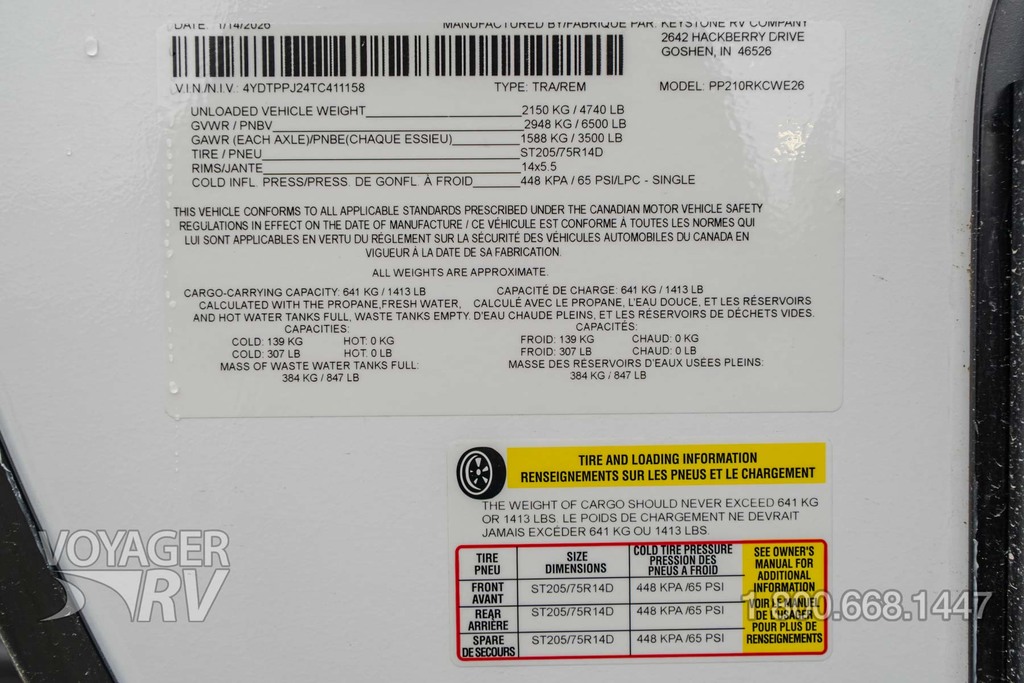 DATE: 1/14/2026 MANUFACTURED BY/FABRIQUE PAR: KEYSTONE RV COMPANY
2642 HACKBERRY DRIVE
GOSHEN, IN 46526
V.I.N./N.I.V.: 4YDTPPJ24TC411158 TYPE: TRA/REM MODEL: PP210RKCWE26
UNLOADED VEHICLE WEIGHT 2150 KG / 4740 LB
GVWR / PNBV 2948 KG / 6500 LB
GAWR (EACH AXLE)/PNBE(CHAQUE ESSIEU) 1588 KG / 3500 LB
TIRE / PNEU ST205/75R14D
RIMS/JANTE 14x5.5
COLD INFL. PRESS/PRESS. DE GONFL. À FROID 448 KPA / 65 PSI/LPC - SINGLE
THIS VEHICLE CONFORMS TO ALL APPLICABLE STANDARDS PRESCRIBED UNDER THE CANADIAN MOTOR VEHICLE SAFETY
REGULATIONS IN EFFECT ON THE DATE OF MANUFACTURE / CE VÉHICULE EST CONFORME À TOUTES LES NORMES QUI
LUI SONT APPLICABLES EN VERTU DU RÉGLEMENT SUR LA SÉCURITÉ DES VÉHICULES AUTOMOBILES DU CANADA EN
VIGUEUR À LA DATE DE SA FABRICATION.
ALL WEIGHTS ARE APPROXIMATE.
CARGO-CARRYING CAPACITY: 641 KG / 1413 LB CAPACITÉ DE CHARGE: 641 KG / 1413 LB
CALCULATED WITH THE PROPANE,FRESH WATER, CALCULÉ AVEC LE PROPANE, L'EAU DOUCE, ET LES RÉSERVOIRS
AND HOT WATER TANKS FULL, WASTE TANKS EMPTY. D'EAU CHAUDE PLEINS, ET LES RÉSERVOIRS DE DÉCHETS VIDES.
CAPACITIES: CAPACITÉS:
COLD: 139 KG HOT: 0 KG FROID: 139 KG CHAUD: 0 KG
COLD: 307 LB HOT: 0 LB FROID: 307 LB CHAUD: 0 LB
MASS OF WASTE WATER TANKS FULL: MASSE DES RÉSERVOIRS D'EAUX USÉES PLEINS:
384 KG / 847 LB 384 KG / 847 LB
TIRE AND LOADING INFORMATION
RENSEIGNEMENTS SUR LES PNEUS ET LE CHARGEMENT
THE WEIGHT OF CARGO SHOULD NEVER EXCEED 641 KG
OR 1413 LBS. LE POIDS DE CHARGEMENT NE DEVRAIT
JAMAIS EXCÉDER 641 KG OU 1413 LBS.
TIRE
PNEU
SIZE
DIMENSIONS
COLD TIRE PRESSURE
PRESSION DES
PNEUS A FROID
SEE OWNER'S
MANUAL FOR
ADDITIONAL
INFORMATION
VOIR LE MANUEL
DE L'USAGER
POUR PLUS DE
RENSEIGNEMENTS
FRONT
AVANT
ST205/75R14D 448 KPA /65 PSI
REAR
ARRIÈRE
ST205/75R14D 448 KPA /65 PSI
SPARE
DE SECOURS
ST205/75R14D 448 KPA /65 PSI
VOYAGER
RV
1.800.668.1447